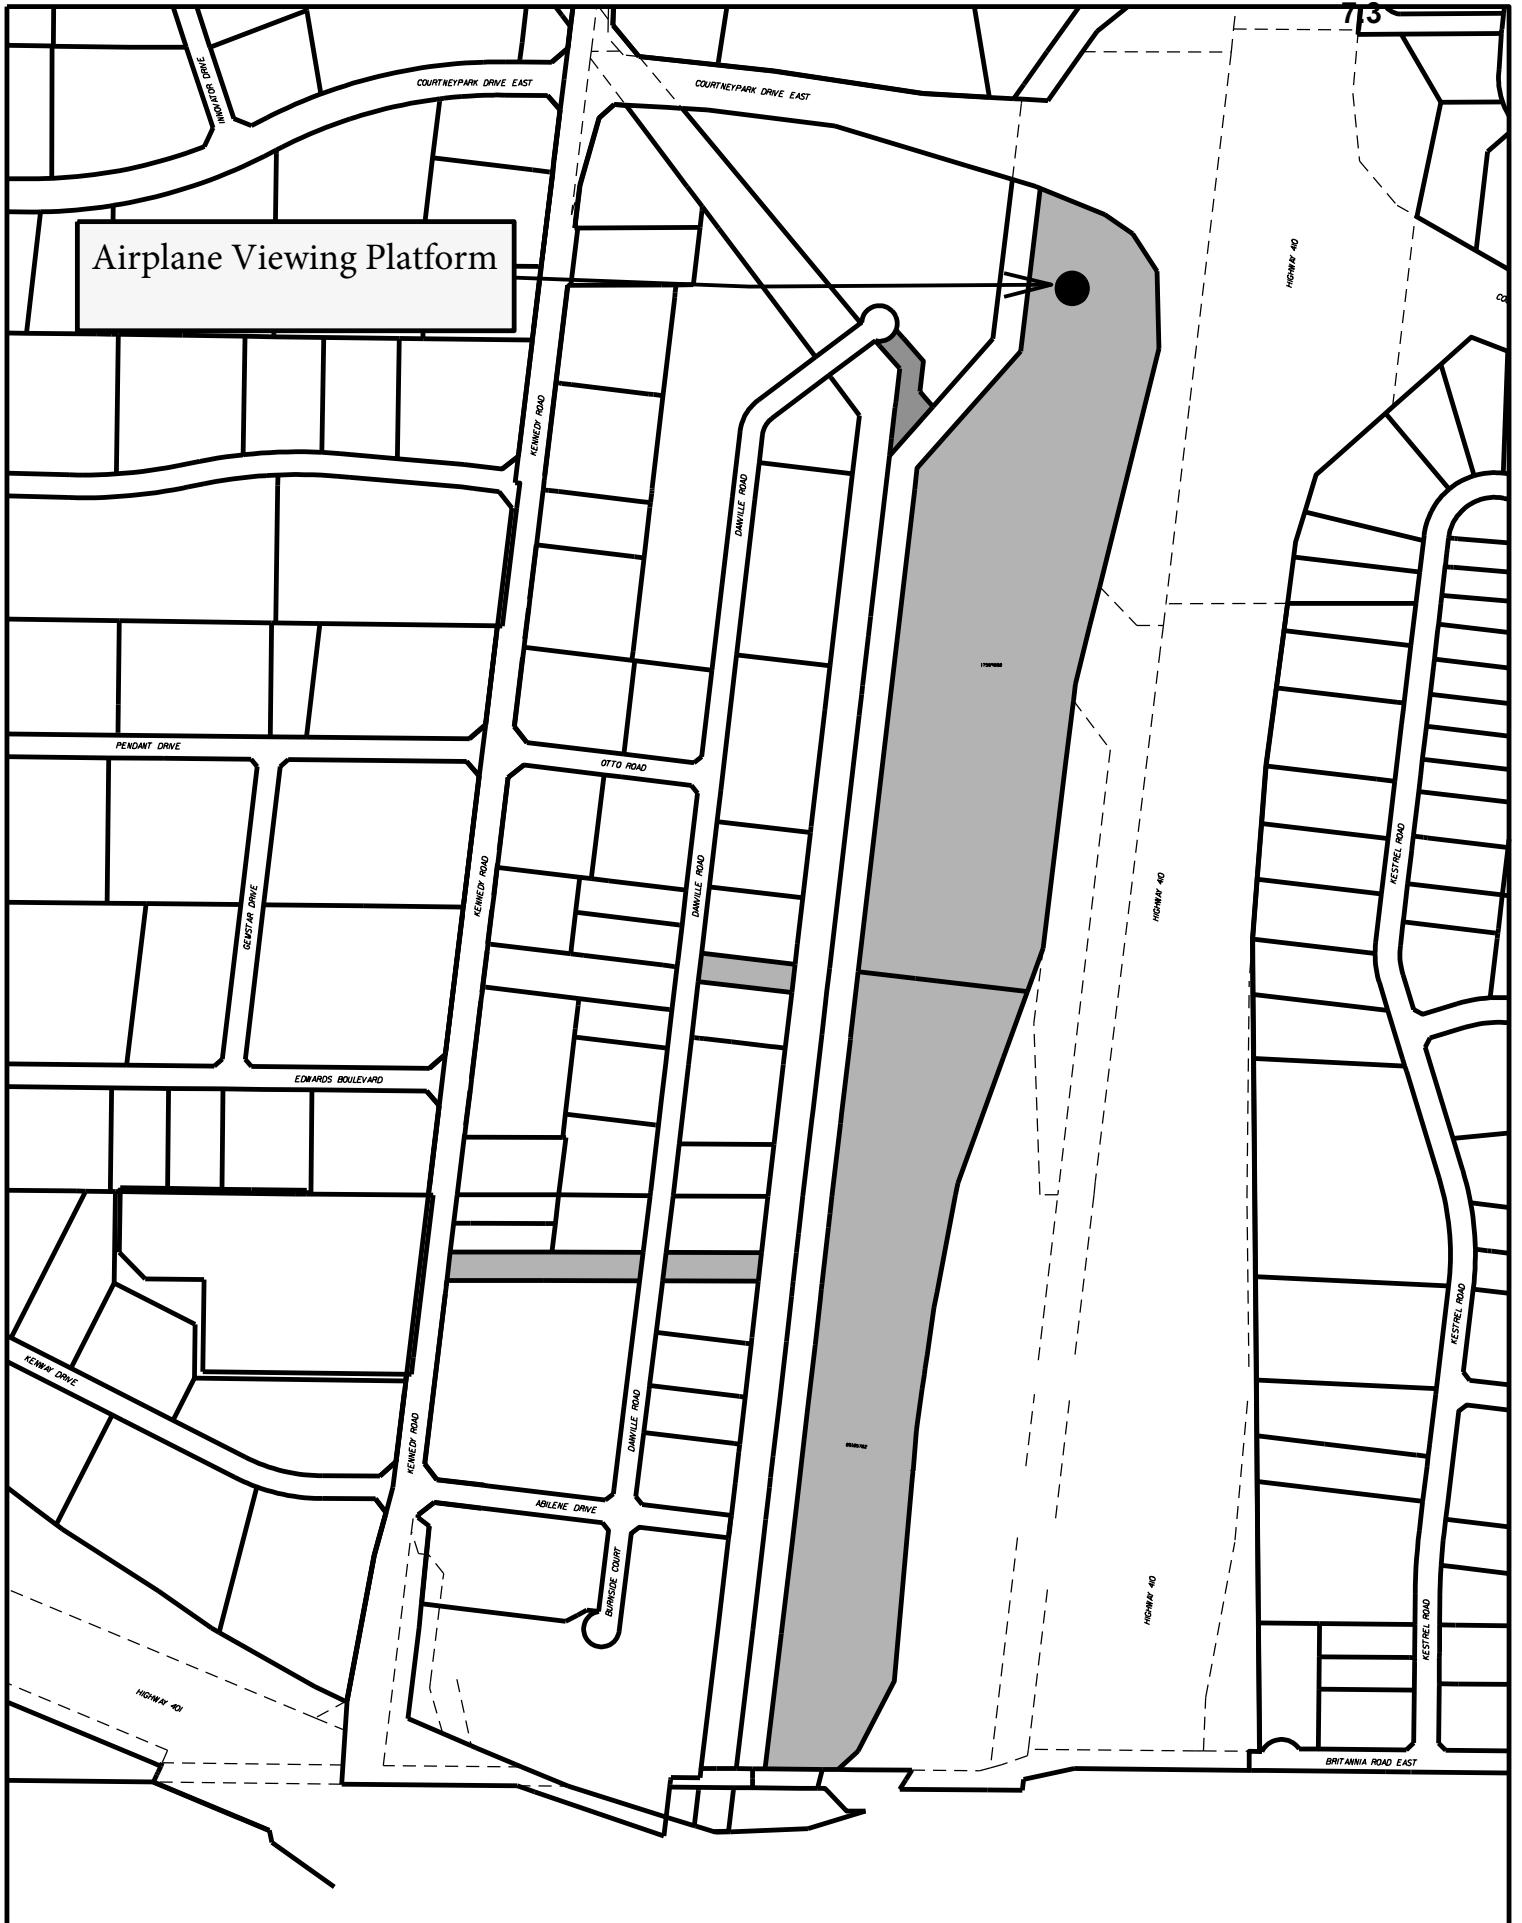 7.3
INNOVATOR DRIVE
COURTNEYPARK DRIVE EAST
COURTNEYPARK DRIVE EAST
Airplane Viewing Platform
HIGHWAY 410
KENNEDY ROAD
DANVILLE ROAD
PENDANT DRIVE
OTTO ROAD
KENNEDY ROAD
DANVILLE ROAD
GEMSTAR DRIVE
HIGHWAY 410
KESTREL ROAD
EDWARDS BOULEVARD
KESTREL ROAD
KENWAY DRIVE
KENNEDY ROAD
DANVILLE ROAD
ABILENE DRIVE
BURNSIDE COURT
HIGHWAY 410
KESTREL ROAD
HIGHWAY 401
BRITANNIA ROAD EAST